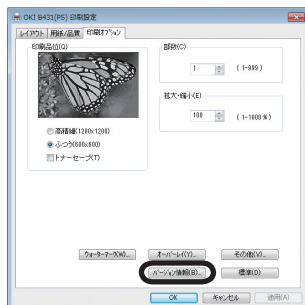 OKI B431(PS) 印刷設定
レイアウト 用紙/品質 印刷オプション
印刷品位(Q)
高精細(1200x1200)
ふつう(600x600)
トナーセーブ(T)
部数(C)
1 (1-999)
拡大・縮小(E)
100 (1-1000 %)
ウォーターマーク(W)... オーバーレイ(Y)... その他(V)...
バージョン情報(B)... 標準(D)
OK キャンセル 適用(A)